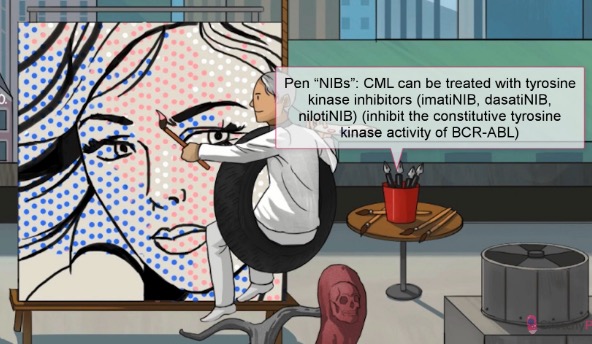 Pen “NIBs”: CML can be treated with tyrosine
kinase inhibitors (imatiNIB, dasatiNIB,
nilotiNIB) (inhibit the constitutive tyrosine
kinase activity of BCR-ABL)